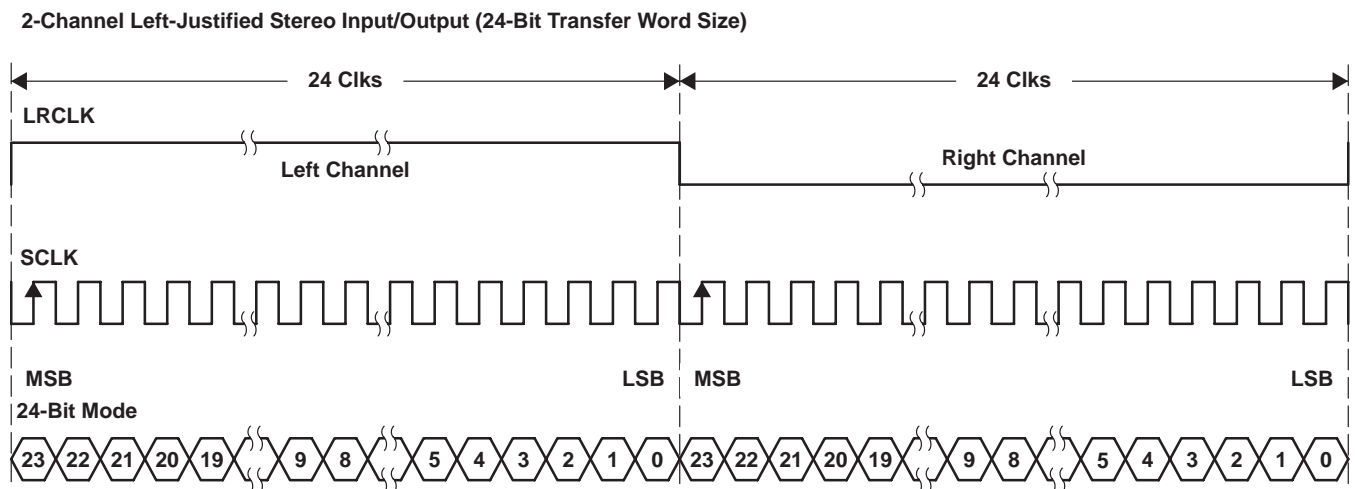 2-Channel Left-Justified Stereo Input/Output (24-Bit Transfer Word Size)
24 Clks 24 Clks
LRCLK
Left Channel Right Channel
SCLK
MSB LSB MSB LSB
24-Bit Mode
23 22 21 20 19 9 8 5 4 3 2 1 0 23 22 21 20 19 9 8 5 4 3 2 1 0